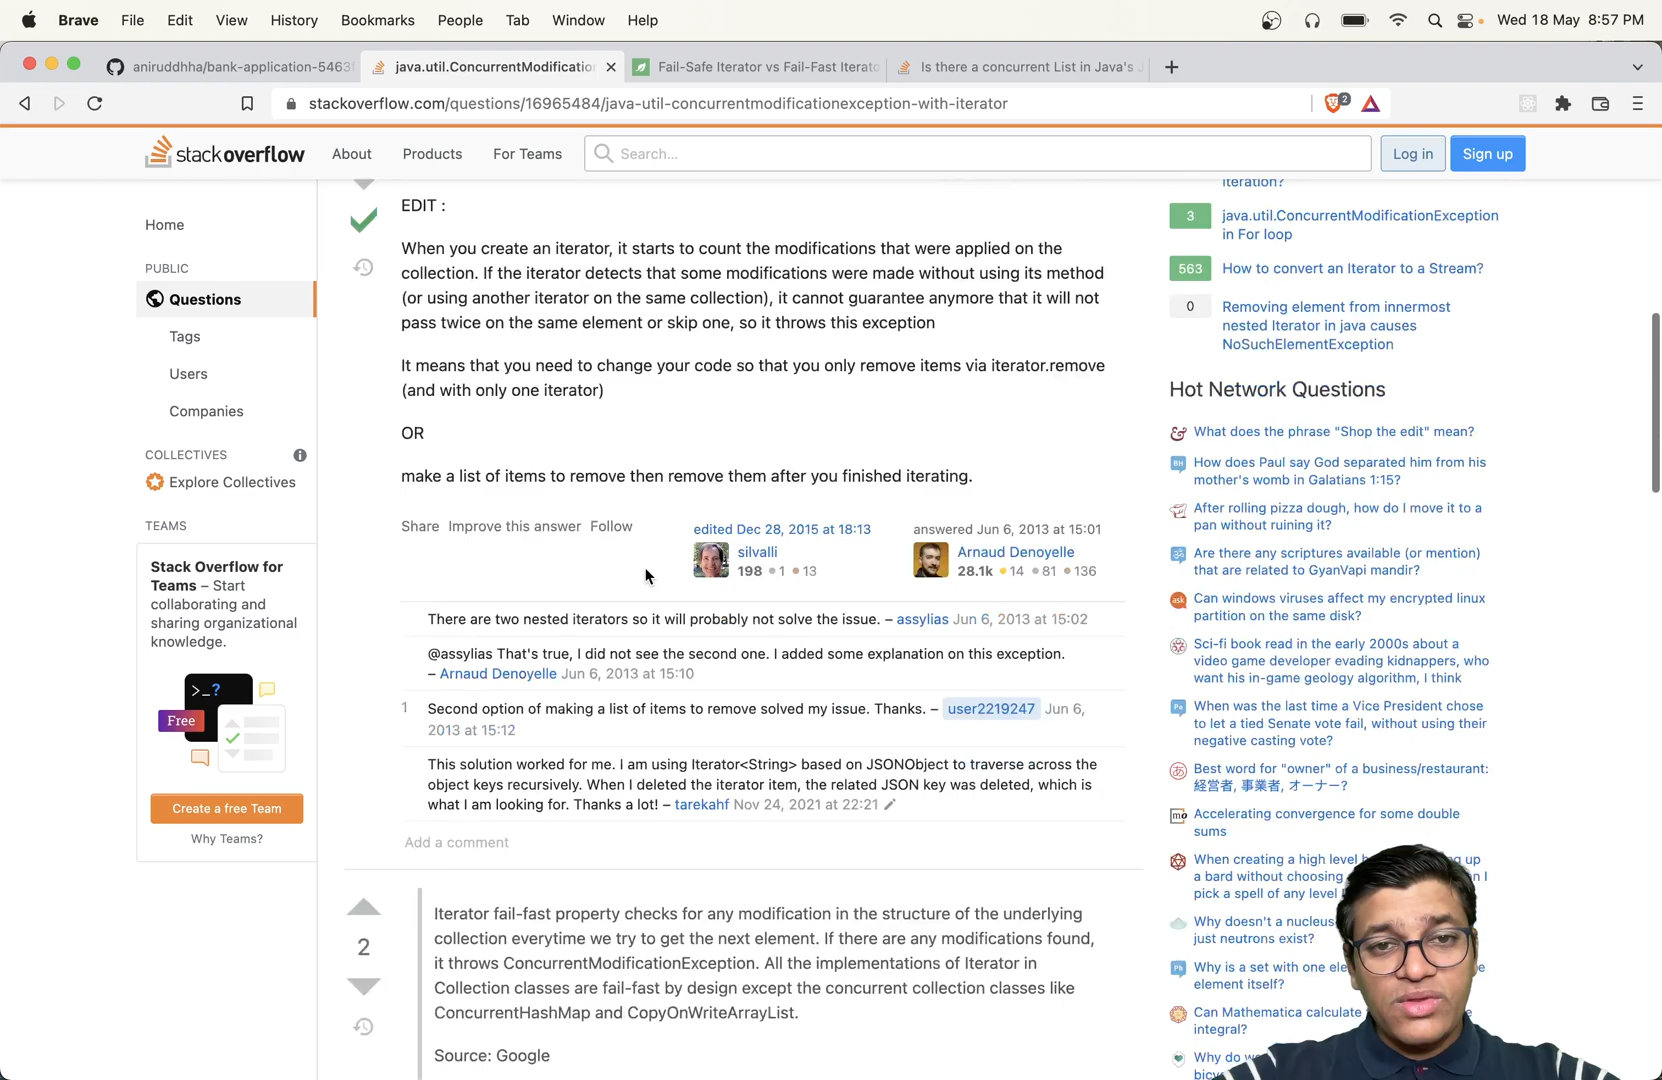 Brave File Edit View History Bookmarks People Tab Window Help Wed 18 May 8:57 PM
aniruddhha/bank-application-5463 java.util.ConcurrentModificatio Fail-Safe Iterator vs Fail-Fast Iterato Is there a concurrent List in Java's
stackoverflow.com/questions/16965484/java-util-concurrentmodificationexception-with-iterator 2
stackoverflow About Products For Teams Search... Log in Sign up
Home
PUBLIC
Questions
Tags
Users
Companies
COLLECTIVES
Explore Collectives
TEAMS
Stack Overflow for
Teams – Start
collaborating and
sharing organizational
knowledge.
>_?
Free
Create a free Team
Why Teams?
EDIT :
When you create an iterator, it starts to count the modifications that were applied on the
collection. If the iterator detects that some modifications were made without using its method
(or using another iterator on the same collection), it cannot guarantee anymore that it will not
pass twice on the same element or skip one, so it throws this exception
It means that you need to change your code so that you only remove items via iterator.remove
(and with only one iterator)
OR
make a list of items to remove then remove them after you finished iterating.
Share Improve this answer Follow
edited Dec 28, 2015 at 18:13
silvalli
198 1 13
answered Jun 6, 2013 at 15:01
Arnaud Denoyelle
28.1k 14 81 136
There are two nested iterators so it will probably not solve the issue. – assylias Jun 6, 2013 at 15:02
@assylias That's true, I did not see the second one. I added some explanation on this exception.
– Arnaud Denoyelle Jun 6, 2013 at 15:10
1 Second option of making a list of items to remove solved my issue. Thanks. – user2219247 Jun 6,
2013 at 15:12
This solution worked for me. I am using Iterator<String> based on JSONObject to traverse across the
object keys recursively. When I deleted the iterator item, the related JSON key was deleted, which is
what I am looking for. Thanks a lot! – tarekahf Nov 24, 2021 at 22:21
Add a comment
2
Iterator fail-fast property checks for any modification in the structure of the underlying
collection everytime we try to get the next element. If there are any modifications found,
it throws ConcurrentModificationException. All the implementations of Iterator in
Collection classes are fail-fast by design except the concurrent collection classes like
ConcurrentHashMap and CopyOnWriteArrayList.
Source: Google
iteration?
3 java.util.ConcurrentModificationException
in For loop
563 How to convert an Iterator to a Stream?
0 Removing element from innermost
nested Iterator in java causes
NoSuchElementException
Hot Network Questions
What does the phrase "Shop the edit" mean?
How does Paul say God separated him from his
mother's womb in Galatians 1:15?
After rolling pizza dough, how do I move it to a
pan without ruining it?
Are there any scriptures available (or mention)
that are related to GyanVapi mandir?
Can windows viruses affect my encrypted linux
partition on the same disk?
Sci-fi book read in the early 2000s about a
video game developer evading kidnappers, who
want his in-game geology algorithm, I think
When was the last time a Vice President chose
to let a tied Senate vote fail, without using their
negative casting vote?
Best word for "owner" of a business/restaurant:
経営者, 事業者, オーナー?
Accelerating convergence for some double
sums
When creating a high level up
a bard without choosing I
pick a spell of any level
Why doesn't a nucleus
just neutrons exist?
Why is a set with one
element itself?
Can Mathematica calculate
integral?
Why do